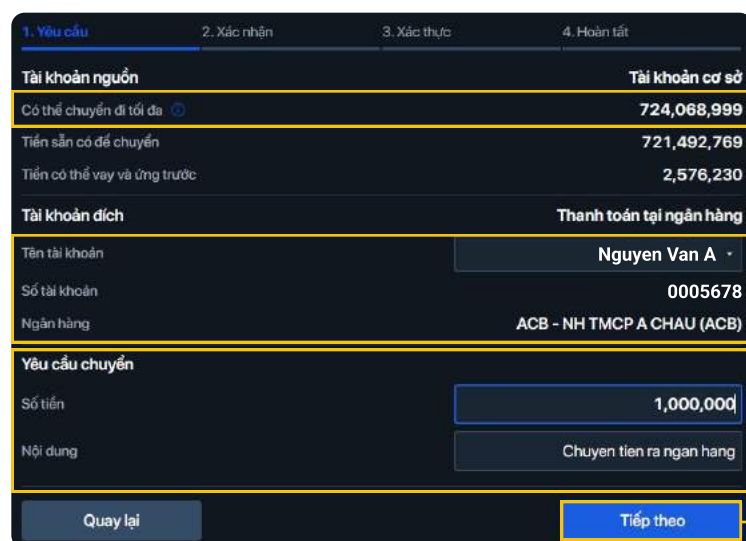 1. Yêu cầu 2. Xác nhận 3. Xác thực 4. Hoàn tất
Tài khoản nguồn Tài khoản cơ sở
Có thể chuyển đi tối đa 724,068,999
Tiền sẵn có để chuyển 721,492,769
Tiền có thể vay và ứng trước 2,576,230
Tài khoản đích Thanh toán tại ngân hàng
Tên tài khoản Nguyen Van A
Số tài khoản 0005678
Ngân hàng ACB - NH TMCP A CHAU (ACB)
Yêu cầu chuyển
Số tiền 1,000,000
Nội dung Chuyen tien ra ngan hang
Quay lại Tiếp theo